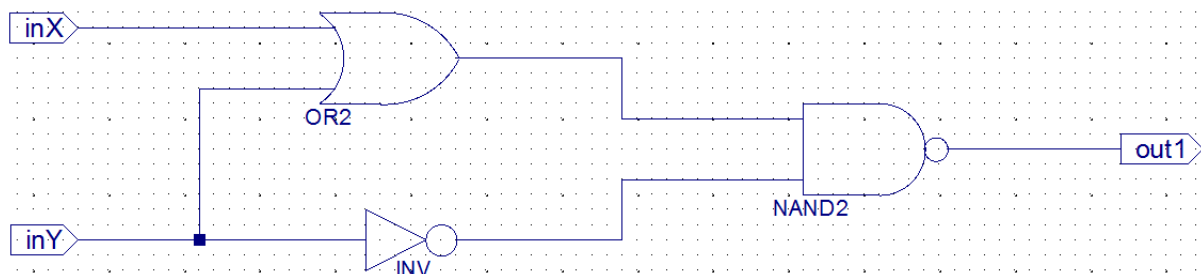 inX
OR2
out1
NAND2
inY
INV